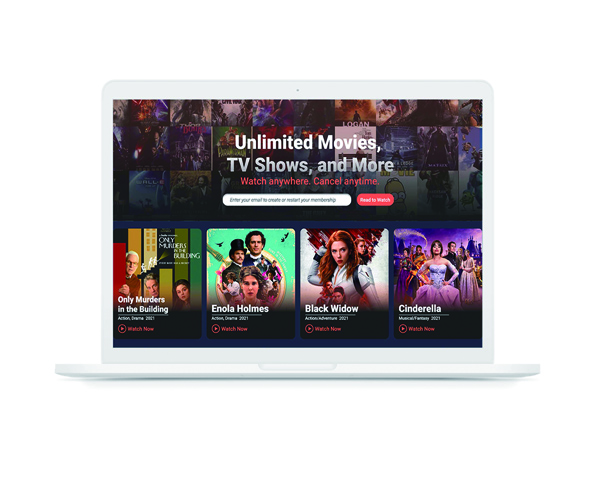 LOGAN
Unlimited Movies,
TV Shows, and More
Watch anywhere. Cancel anytime.
Enter your email to create or restart your membership
Read to Watch
ONLY
MURDERS
IN THE
BUILDING
Only Murders
in the Building
Action, Drama 2021
Watch Now
Enola Holmes
Action, Drama 2021
Watch Now
Black Widow
Action/Adventure 2021
Watch Now
Cinderella
Musical/Fantasy 2021
Watch Now